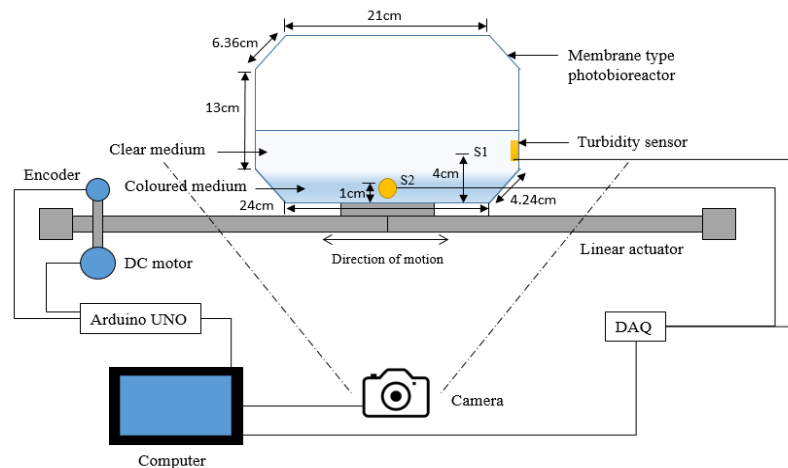 21cm
6.36cm
Membrane type
photobioreactor
13cm
Turbidity sensor
S1
Clear medium
Encoder
S2
4cm
Coloured medium
1cm
4.24cm
24cm
Linear actuator
Direction of motion
DC motor
Arduino UNO
DAQ
Camera
Computer